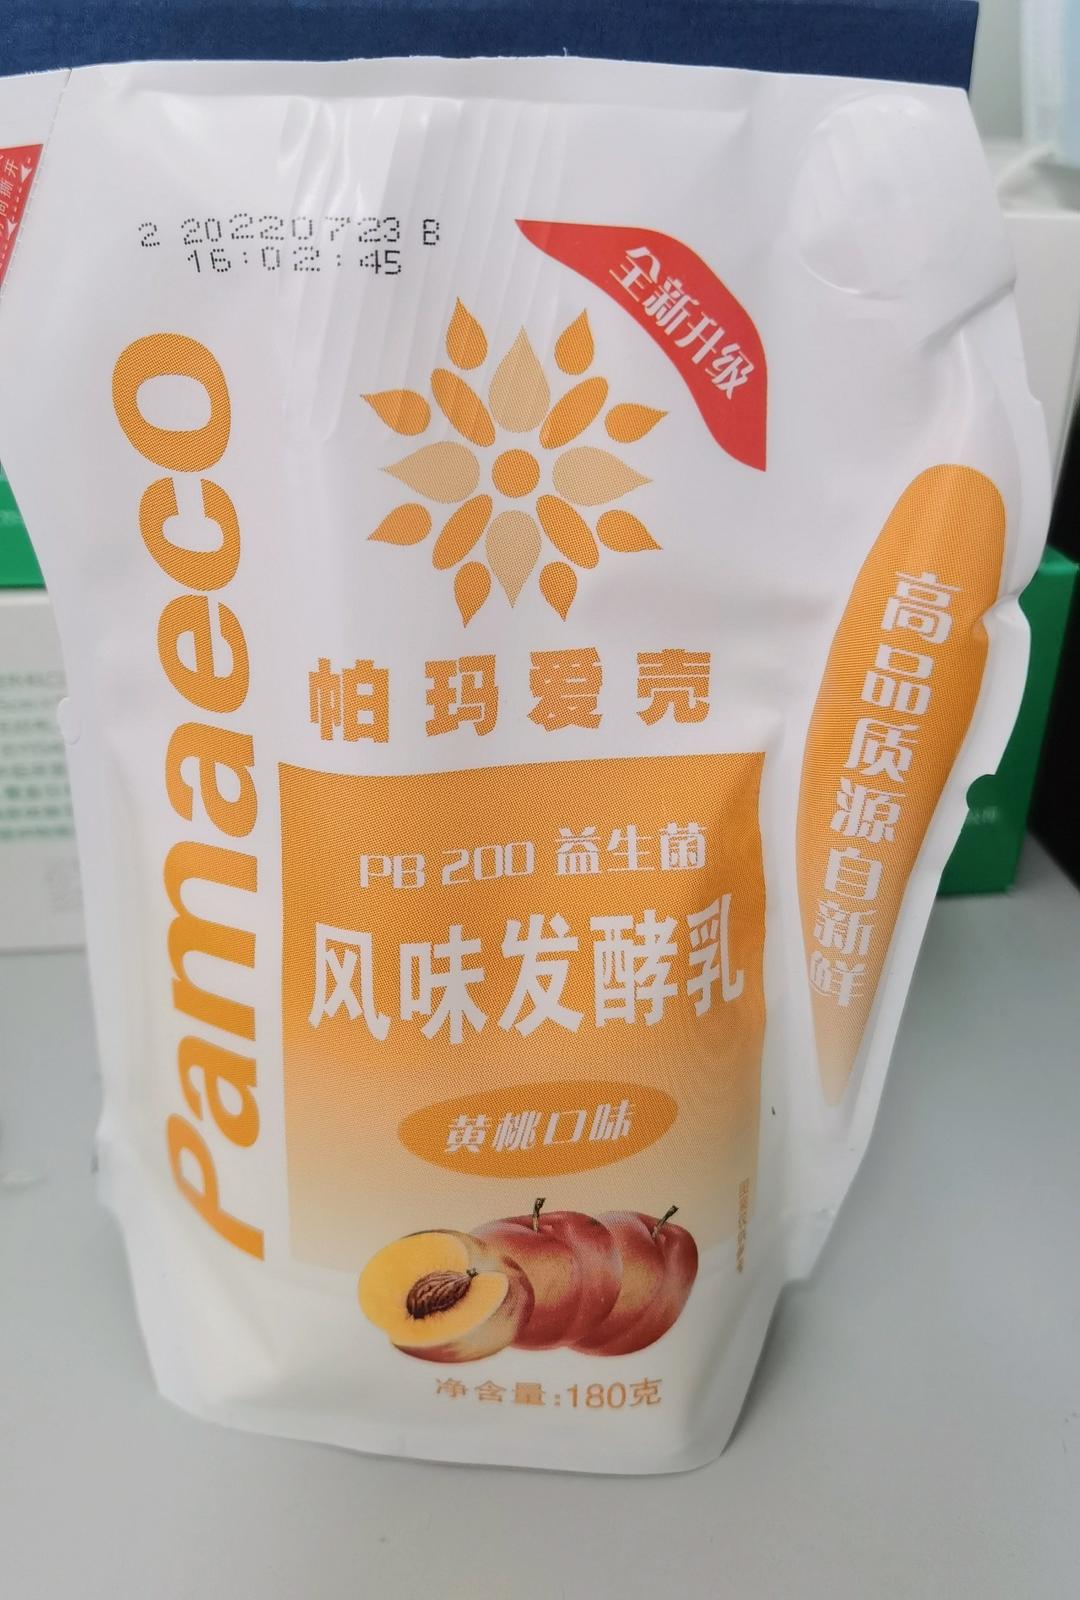 2 20220723 B
16:02:45
全新升级
Pamaeco
帕玛爱壳
高品质源自新鲜
PB 200 益生菌
风味发酵乳
黄桃口味
净含量:180克